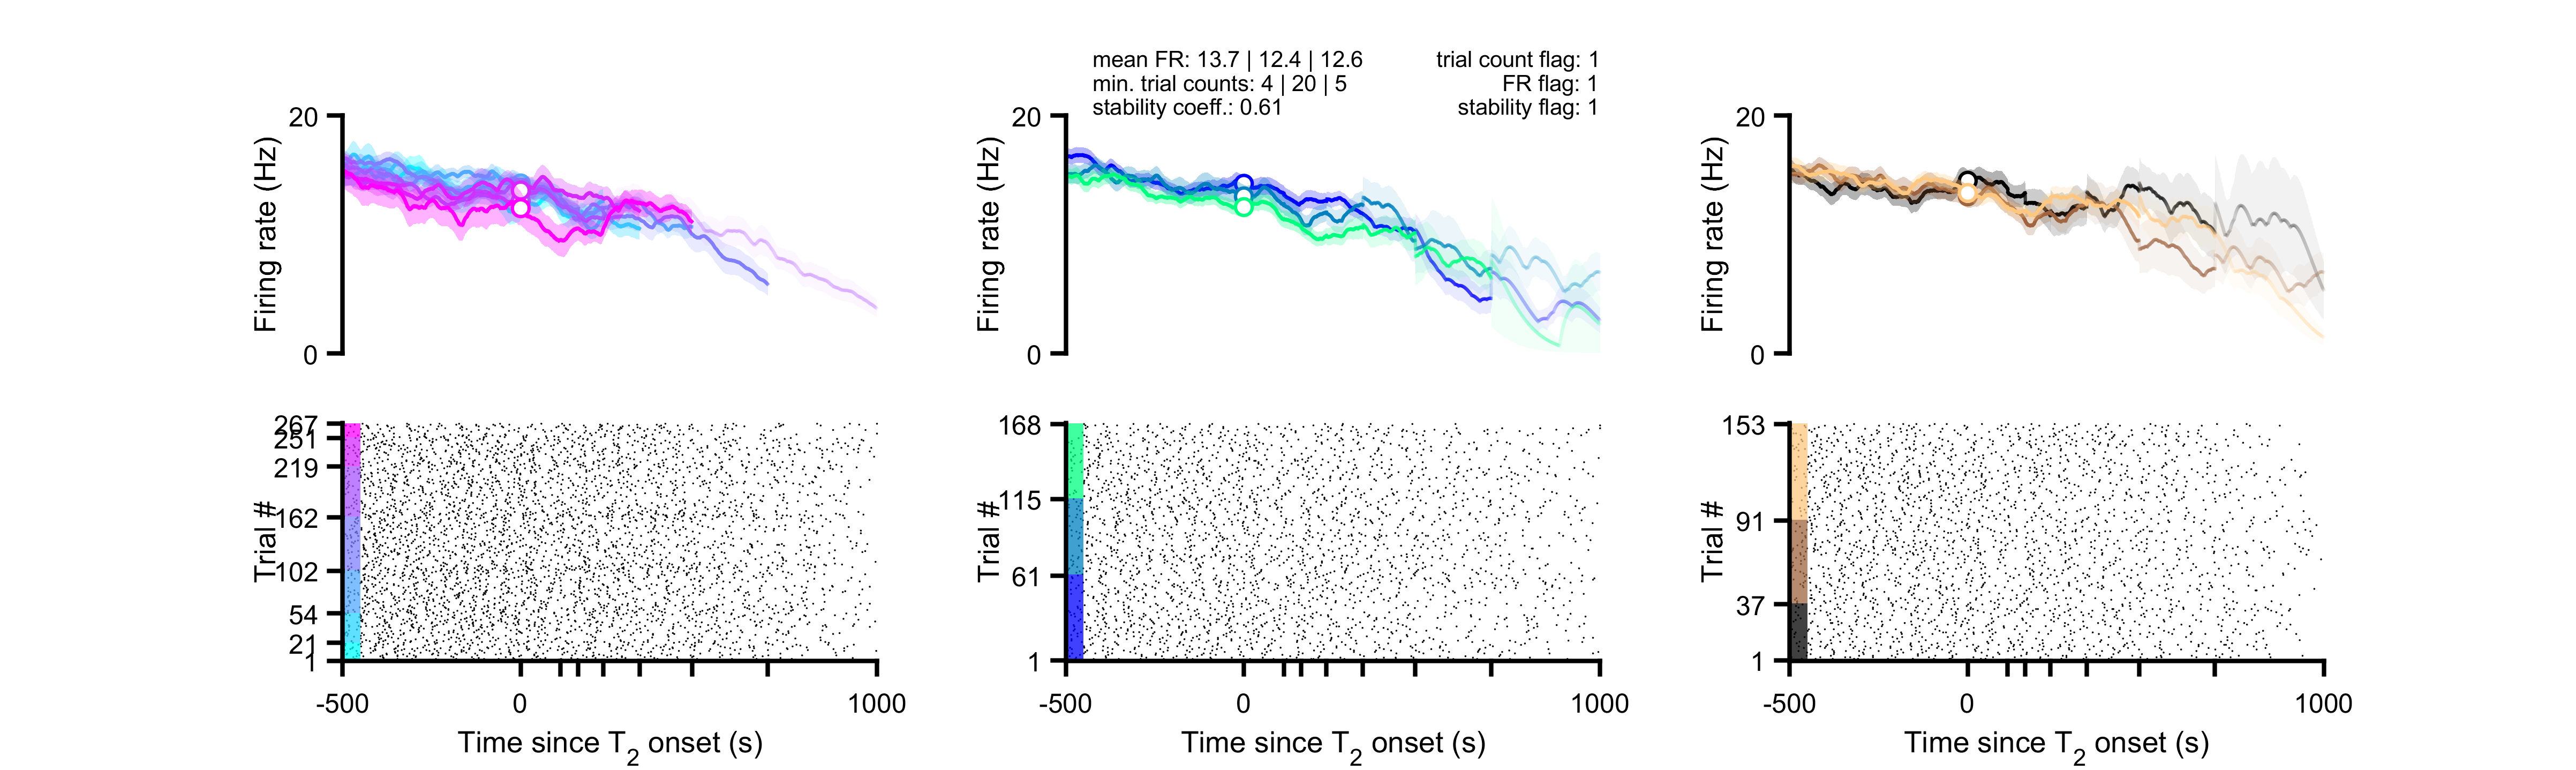 mean FR: 13.7 | 12.4 | 12.6
trial count flag: 1
min. trial counts: 4 | 20 | 5
FR flag: 1
stability coeff.: 0.61
stability flag: 1
20
Firing rate (Hz)
0
20
Firing rate (Hz)
0
20
Firing rate (Hz)
0
267
251
219
162
102
54
21
1
Trial #
-500
0
1000
Time since T2 onset (s)
168
115
61
1
Trial #
-500
0
1000
Time since T2 onset (s)
153
91
37
1
Trial #
-500
0
1000
Time since T2 onset (s)